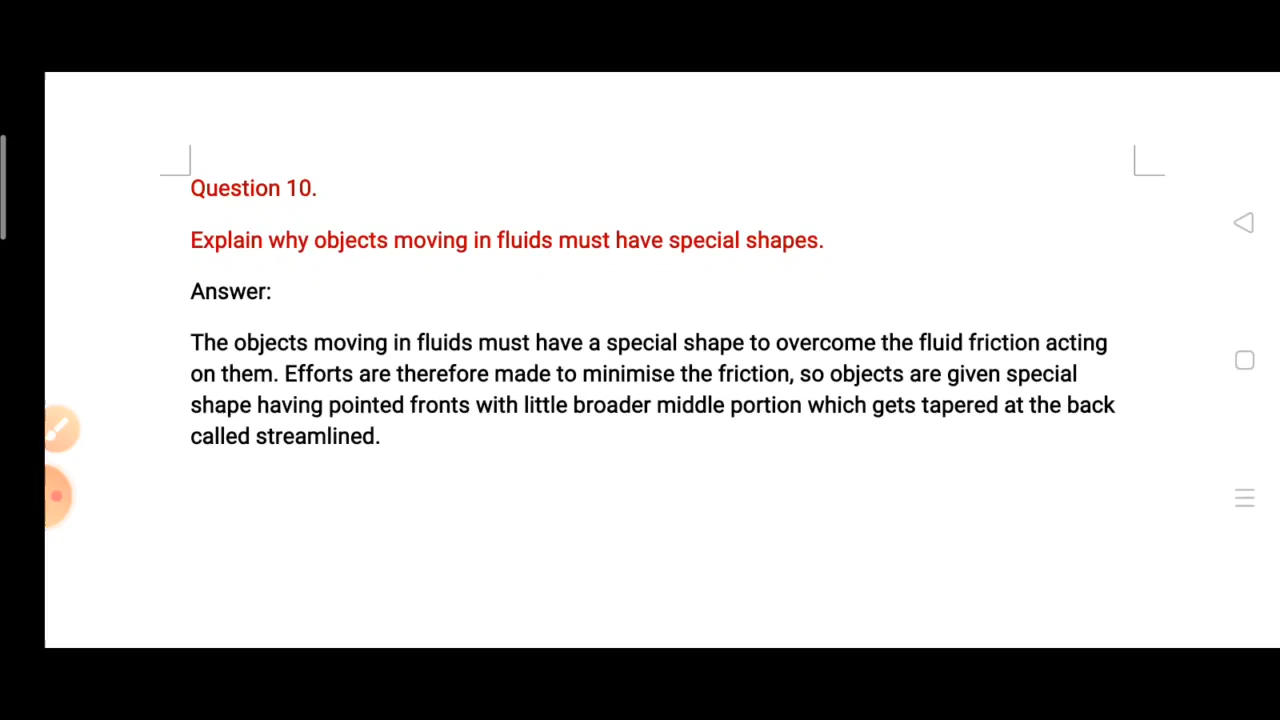 Question 10.
Explain why objects moving in fluids must have special shapes.
Answer:
The objects moving in fluids must have a special shape to overcome the fluid friction acting
on them. Efforts are therefore made to minimise the friction, so objects are given special
shape having pointed fronts with little broader middle portion which gets tapered at the back
called streamlined.